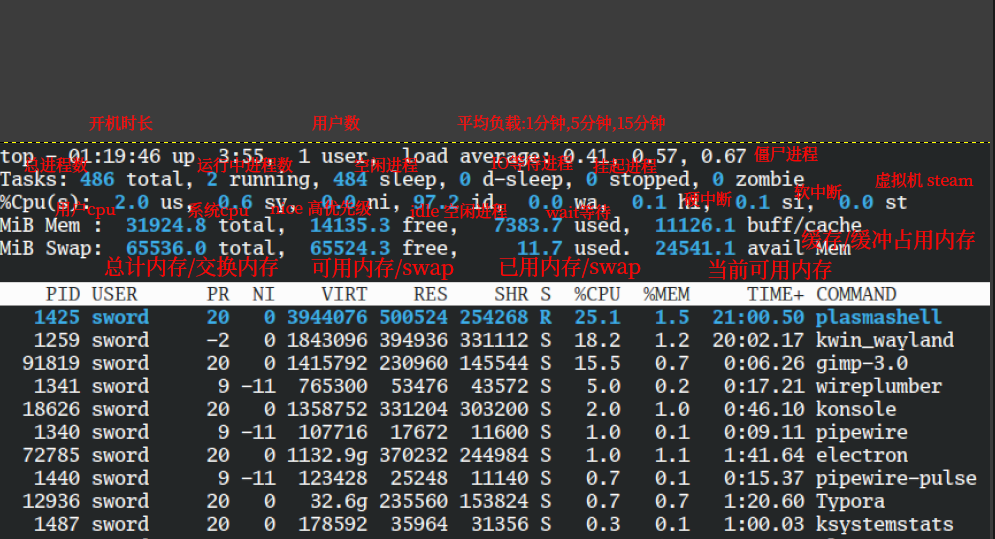 开机时长 用户数 平均负载:1分钟,5分钟,15分钟
top - 01:19:46 up 3:55, 1 user, load average: 0.41, 0.57, 0.67 僵尸进程
总进程数 运行中进程数 空闲进程 IO等待进程 挂起进程
Tasks: 486 total, 2 running, 484 sleep, 0 d-sleep, 0 stopped, 0 zombie
硬中断 软中断 虚拟机 steam
%Cpu(s): 2.0 us, 0.6 sy, 0.0 ni, 97.2 id, 0.0 wa, 0.1 hi, 0.1 si, 0.0 st
用户cpu 系统cpu nice 高优先级 idle 空闲进程 wait等待
MiB Mem : 31924.8 total, 14135.3 free, 7383.7 used, 11126.1 buff/cache
缓存/缓冲占用内存
MiB Swap: 65536.0 total, 65524.3 free, 11.7 used. 24541.1 avail Mem
总计内存/交换内存 可用内存/swap 已用内存/swap 当前可用内存
PID USER PR NI VIRT RES SHR S %CPU %MEM TIME+ COMMAND
1425 sword 20 0 3944076 500524 254268 R 25.1 1.5 21:00.50 plasmashell
1259 sword -2 0 1843096 394936 331112 S 18.2 1.2 20:02.17 kwin_wayland
91819 sword 20 0 1415792 230960 145544 S 15.5 0.7 0:06.26 gimp-3.0
1341 sword 9 -11 765300 53476 43572 S 5.0 0.2 0:17.21 wireplumber
18626 sword 20 0 1358752 331204 303200 S 2.0 1.0 0:46.10 konsole
1340 sword 9 -11 107716 17672 11600 S 1.0 0.1 0:09.11 pipewire
72785 sword 20 0 1132.9g 370232 244984 S 1.0 1.1 1:41.64 electron
1440 sword 9 -11 123428 25248 11140 S 0.7 0.1 0:15.37 pipewire-pulse
12936 sword 20 0 32.6g 235560 153824 S 0.7 0.7 1:20.60 Typora
1487 sword 20 0 178592 35964 31356 S 0.3 0.1 1:00.03 ksystemstats